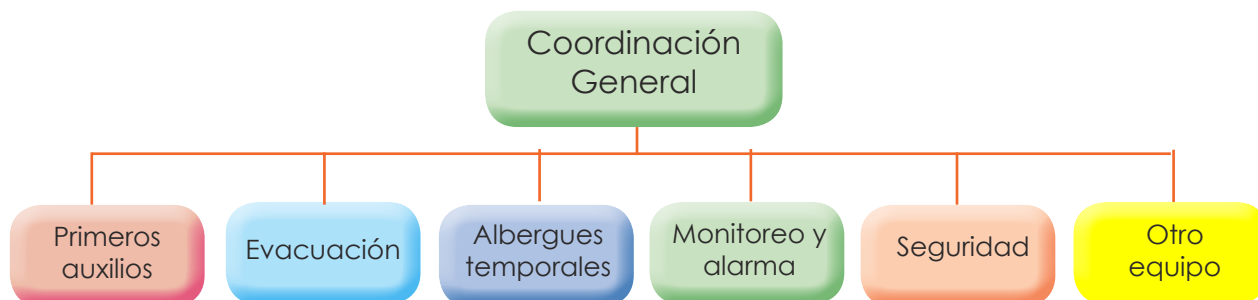 Coordinación
General
Primeros
auxilios
Evacuación
Albergues
temporales
Monitoreo y
alarma
Seguridad
Otro
equipo